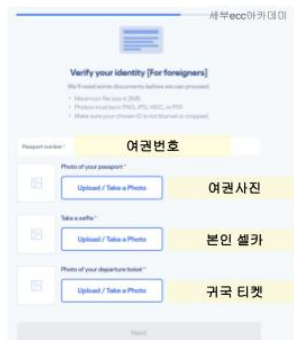 세부ecc아카데미
Verify your identity [For foreigners]
We'll need some documents before we can proceed.
• Maximum file size is 2MB.
• Photos must be in PNG, JPG, HEIC, or PDF.
• Make sure your chosen ID is not blurred or cropped.
Passport number * 여권번호
Photo of your passport *
Upload / Take a Photo 여권사진
Take a selfie *
Upload / Take a Photo 본인 셀카
Photo of your departure ticket *
Upload / Take a Photo 귀국 티켓
Next